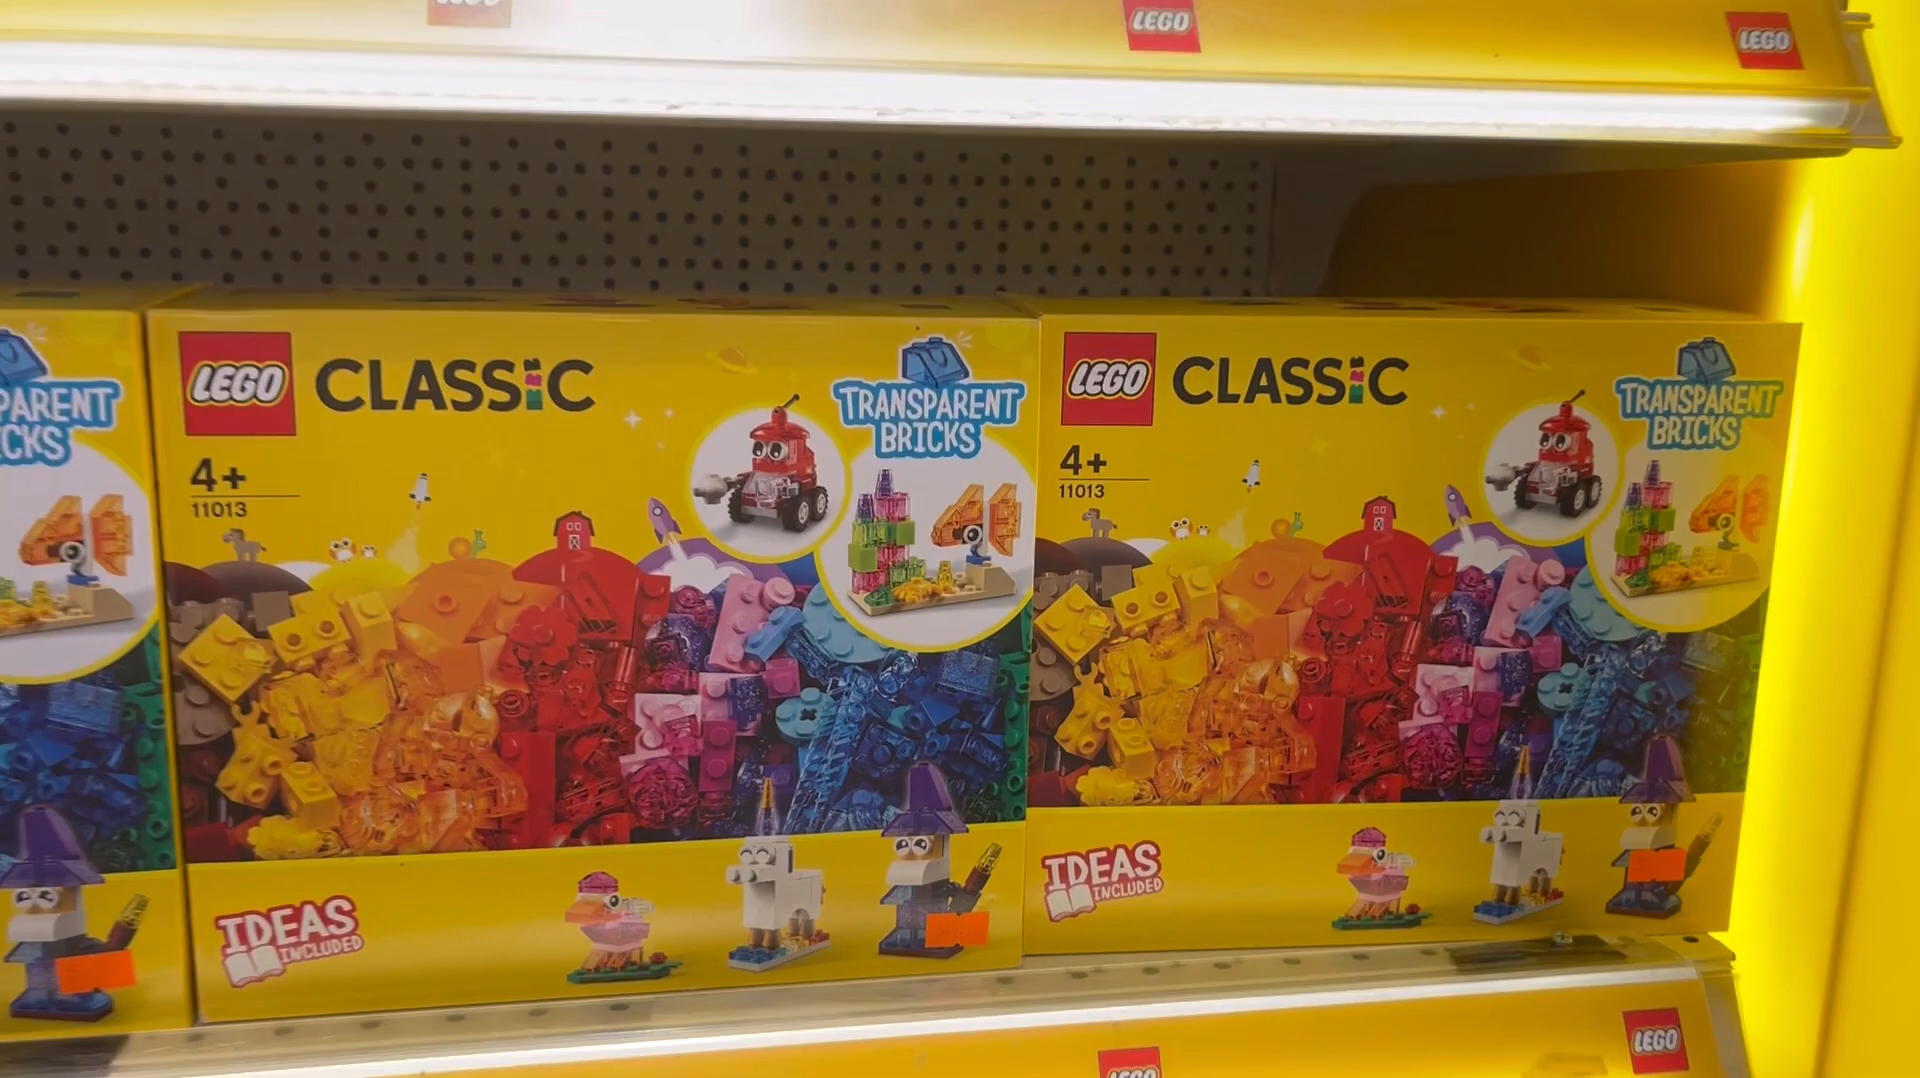 LEGO
LEGO
LEGO
PARENT
CKS
LEGO CLASSiC
TRANSPARENT
BRICKS
4+
11013
IDEAS
INCLUDED
LEGO CLASSiC
TRANSPARENT
BRICKS
4+
11013
IDEAS
INCLUDED
LEGO
LEGO